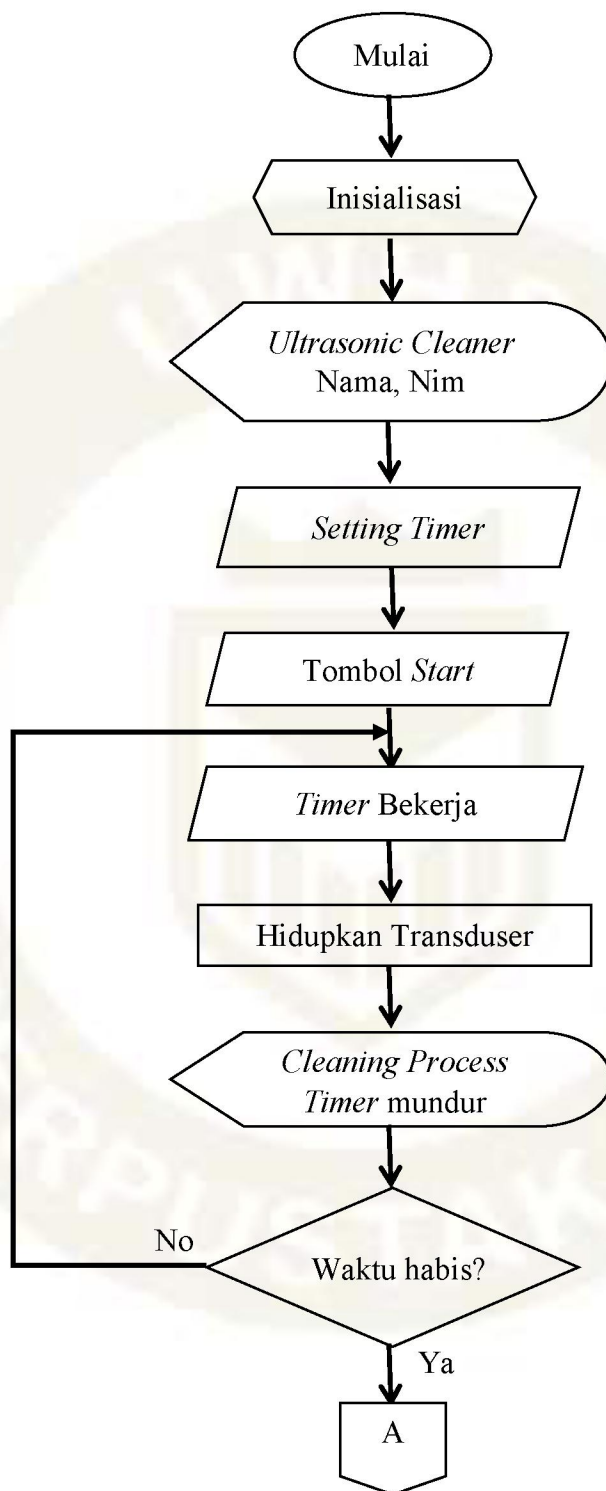 Mulai
Inisialisasi
Ultrasonic Cleaner
Nama, Nim
Setting Timer
Tombol Start
Timer Bekerja
Hidupkan Transduser
Cleaning Process
Timer mundur
No
Waktu habis?
Ya
A